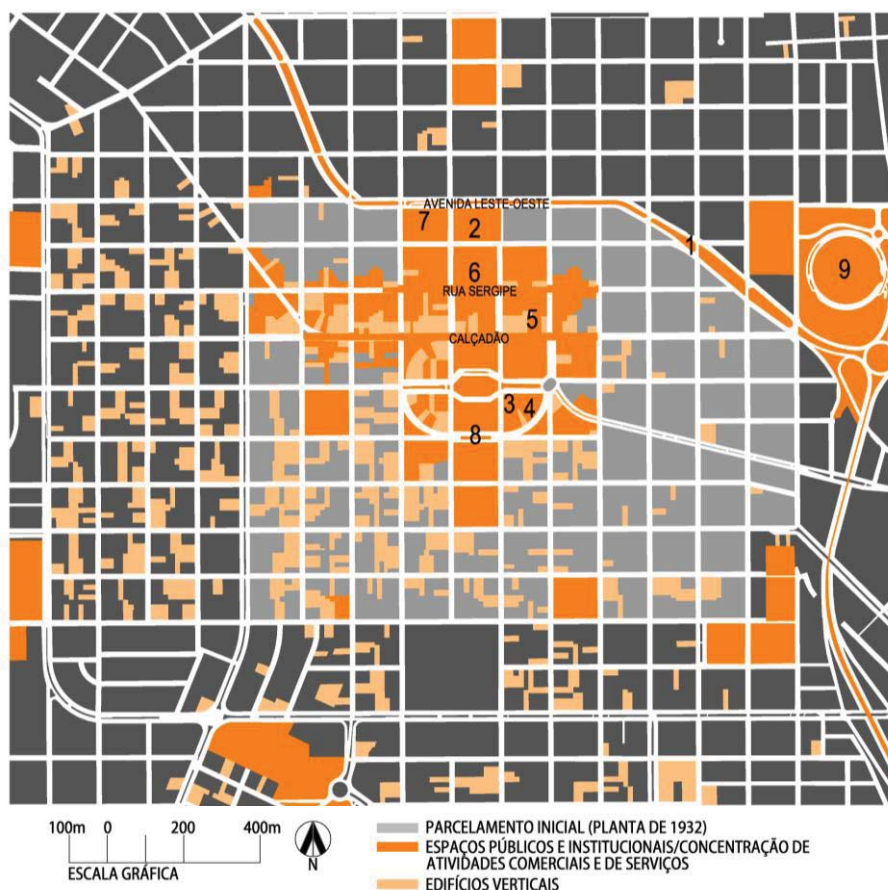 AVENIDA LESTE-OESTE
7
2
1
9
6
RUA SERGIPE
5
CALÇADÃO
3
4
8
100m 0 200 400m
ESCALA GRÁFICA
N
PARCELAMENTO INICIAL (PLANTA DE 1932)
ESPAÇOS PÚBLICOS E INSTITUCIONAIS/CONCENTRAÇÃO DE
ATIVIDADES COMERCIAIS E DE SERVIÇOS
EDIFÍCIOS VERTICAIS